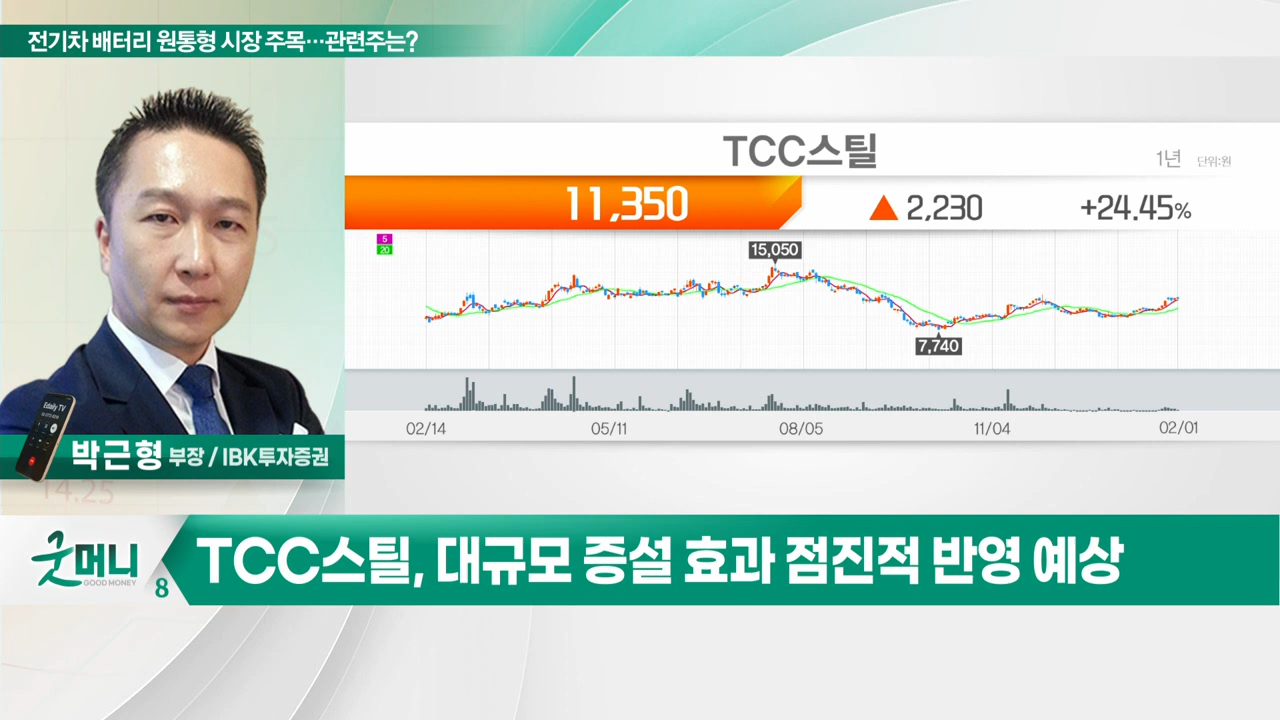 전기차 배터리 원통형 시장 주목…관련주는?
TCC스틸
1년 단위:원
11,350 ▲ 2,230 +24.45%
5
20
15,050
7,740
02/14 05/11 08/05 11/04 02/01
Edaily TV
박근형 부장 / IBK투자증권
14.25
굿머니
GOOD MONEY
8
TCC스틸, 대규모 증설 효과 점진적 반영 예상